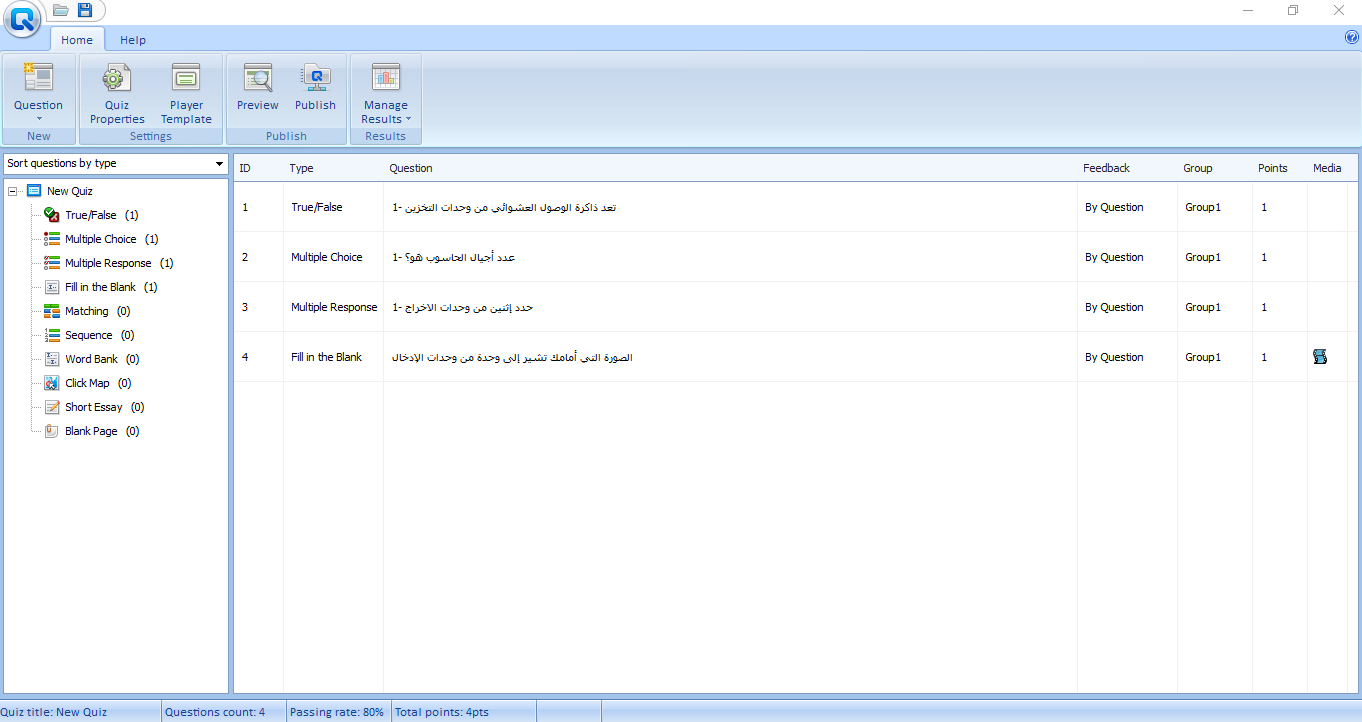 Home Help
Question
Quiz Properties
Player Template
Preview
Publish
Manage Results
New
Settings
Publish
Results
Sort questions by type
New Quiz
True/False (1)
Multiple Choice (1)
Multiple Response (1)
Fill in the Blank (1)
Matching (0)
Sequence (0)
Word Bank (0)
Click Map (0)
Short Essay (0)
Blank Page (0)
ID Type Question Feedback Group Points Media
1 True/False 1- تعد ذاكرة الوصول العشوائي من وحدات التخزين By Question Group1 1
2 Multiple Choice 1- عدد أجيال الحاسوب هو؟ By Question Group1 1
3 Multiple Response 1- حدد إثنين من وحدات الاخراج By Question Group1 1
4 Fill in the Blank الصورة التي أمامك تشير إلى وحدة من وحدات الإدخال By Question Group1 1
Quiz title: New Quiz Questions count: 4 Passing rate: 80% Total points: 4pts